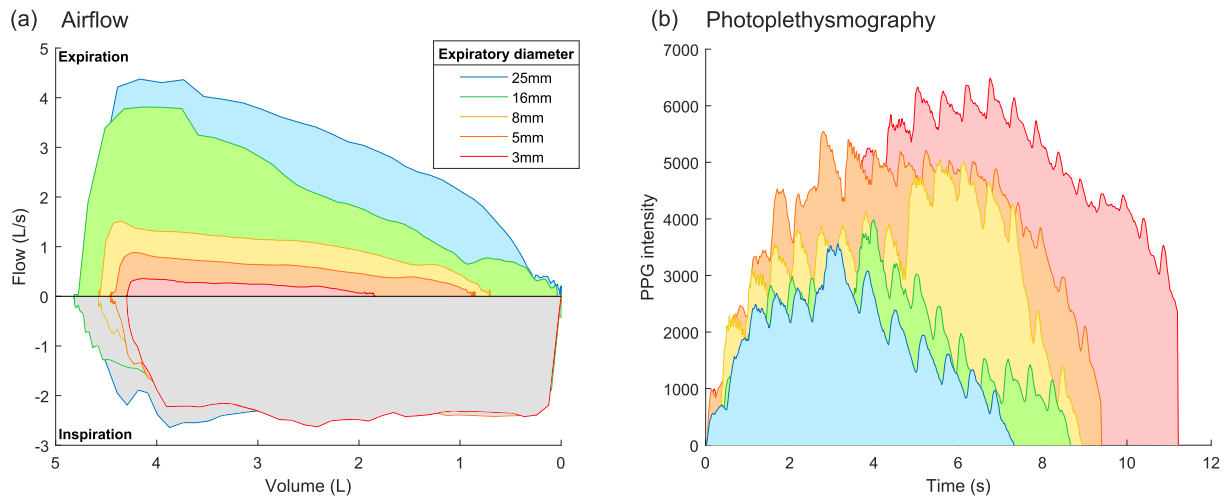 (a) Airflow
Expiration
Expiratory diameter
25mm
16mm
8mm
5mm
3mm
5
4
3
2
1
0
-1
-2
-3
Flow (L/s)
Inspiration
5 4 3 2 1 0
Volume (L)
(b) Photoplethysmography
7000
6000
5000
4000
3000
2000
1000
0
PPG intensity
0 2 4 6 8 10 12
Time (s)